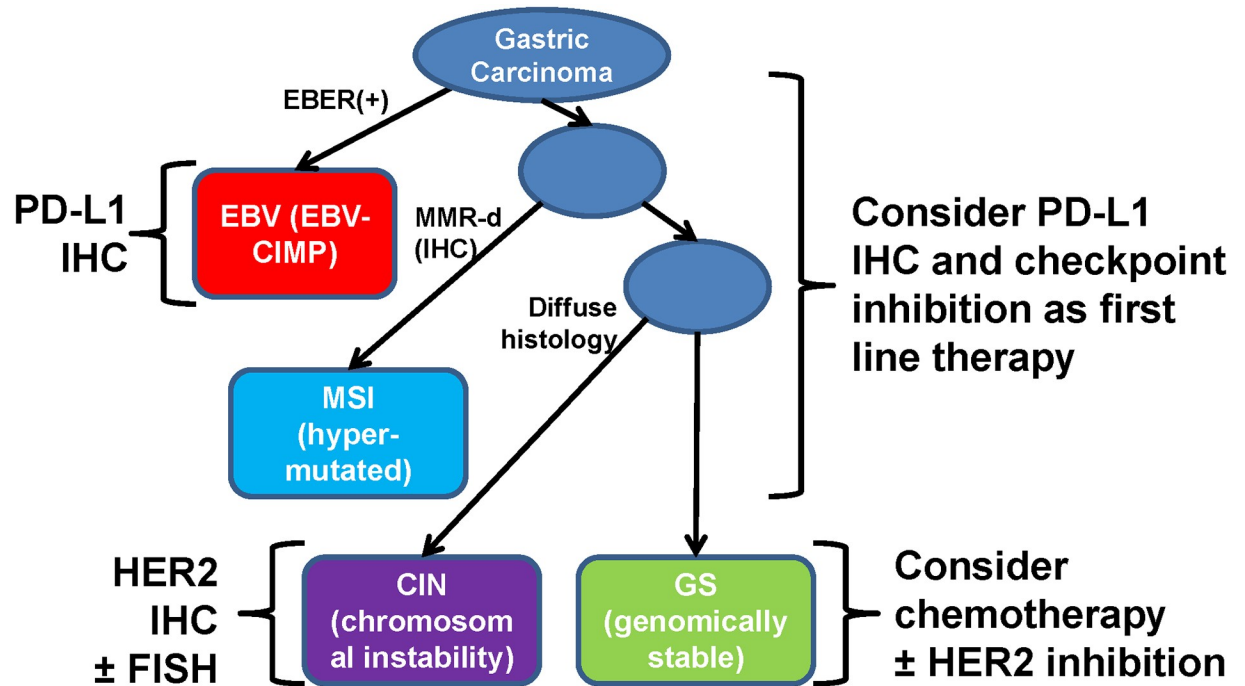 Gastric
Carcinoma
EBER(+)
PD-L1
IHC
EBV (EBV-
CIMP)
MMR-d
(IHC)
Consider PD-L1
IHC and checkpoint
inhibition as first
line therapy
Diffuse
histology
MSI
(hyper-
mutated)
HER2
IHC
± FISH
CIN
(chromosom
al instability)
GS
(genomically
stable)
Consider
chemotherapy
± HER2 inhibition